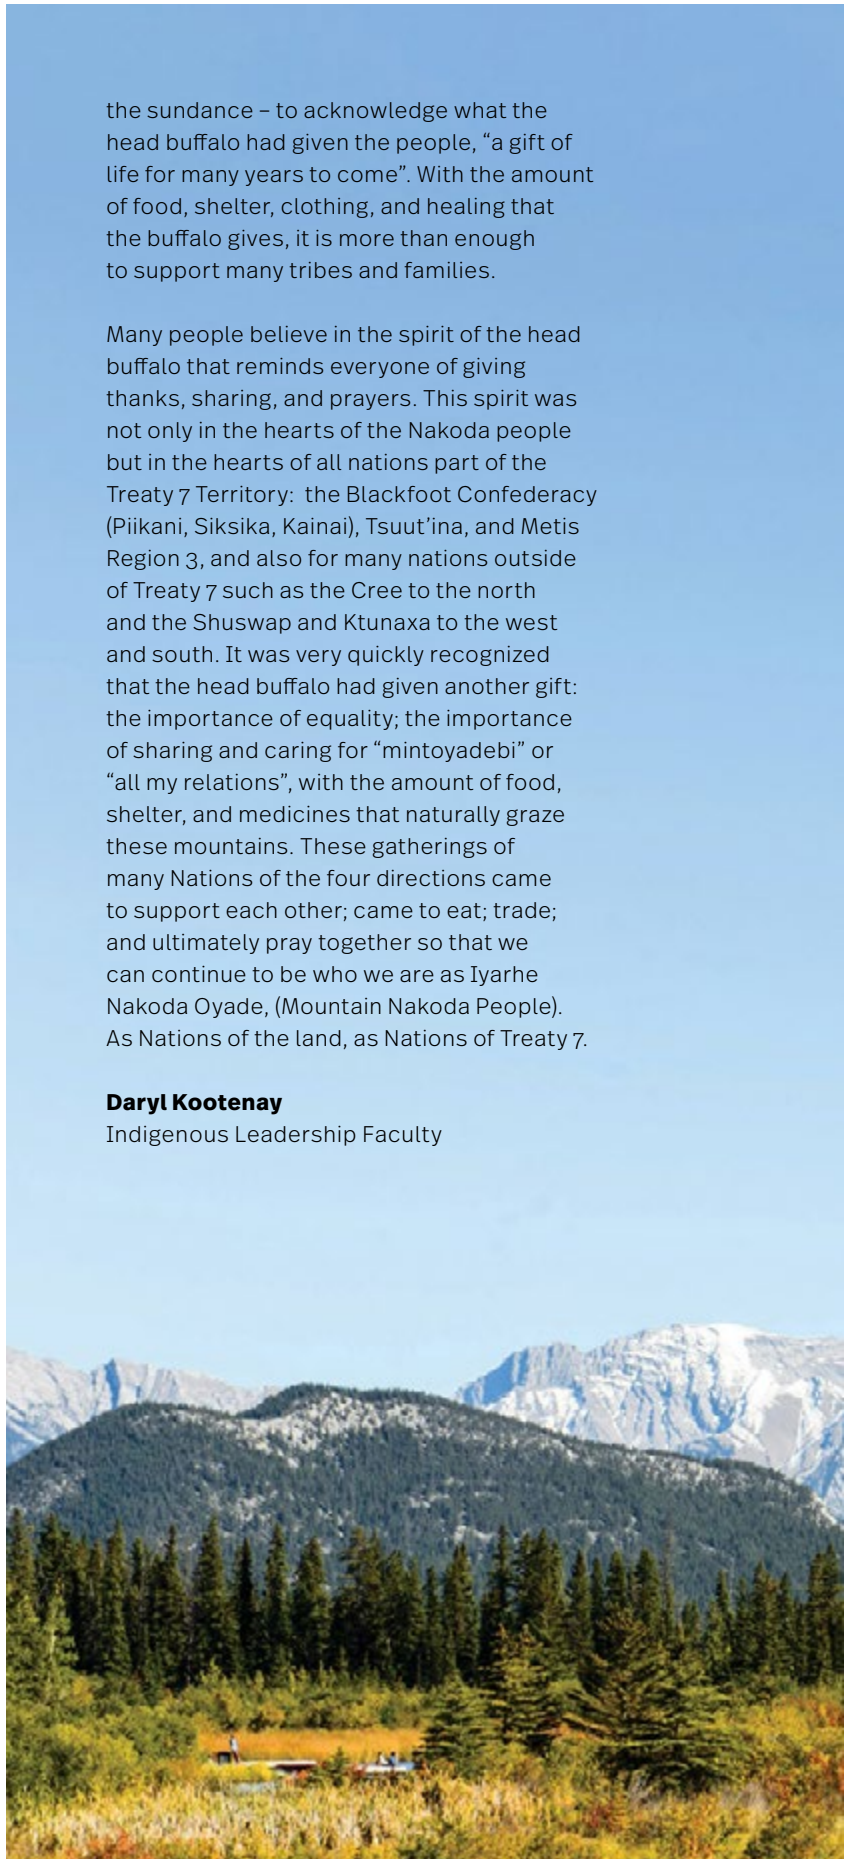 the sundance – to acknowledge what the
head buffalo had given the people, “a gift of
life for many years to come”. With the amount
of food, shelter, clothing, and healing that
the buffalo gives, it is more than enough
to support many tribes and families.
Many people believe in the spirit of the head
buffalo that reminds everyone of giving
thanks, sharing, and prayers. This spirit was
not only in the hearts of the Nakoda people
but in the hearts of all nations part of the
Treaty 7 Territory:  the Blackfoot Confederacy
(Piikani, Siksika, Kainai), Tsuut’ina, and Metis
Region 3, and also for many nations outside
of Treaty 7 such as the Cree to the north
and the Shuswap and Ktunaxa to the west
and south. It was very quickly recognized
that the head buffalo had given another gift:
the importance of equality; the importance
of sharing and caring for “mintoyadebi” or
“all my relations”, with the amount of food,
shelter, and medicines that naturally graze
these mountains. These gatherings of
many Nations of the four directions came
to support each other; came to eat; trade;
and ultimately pray together so that we
can continue to be who we are as Iyarhe
Nakoda Oyade, (Mountain Nakoda People).
As Nations of the land, as Nations of Treaty 7.
Daryl Kootenay
Indigenous Leadership Faculty